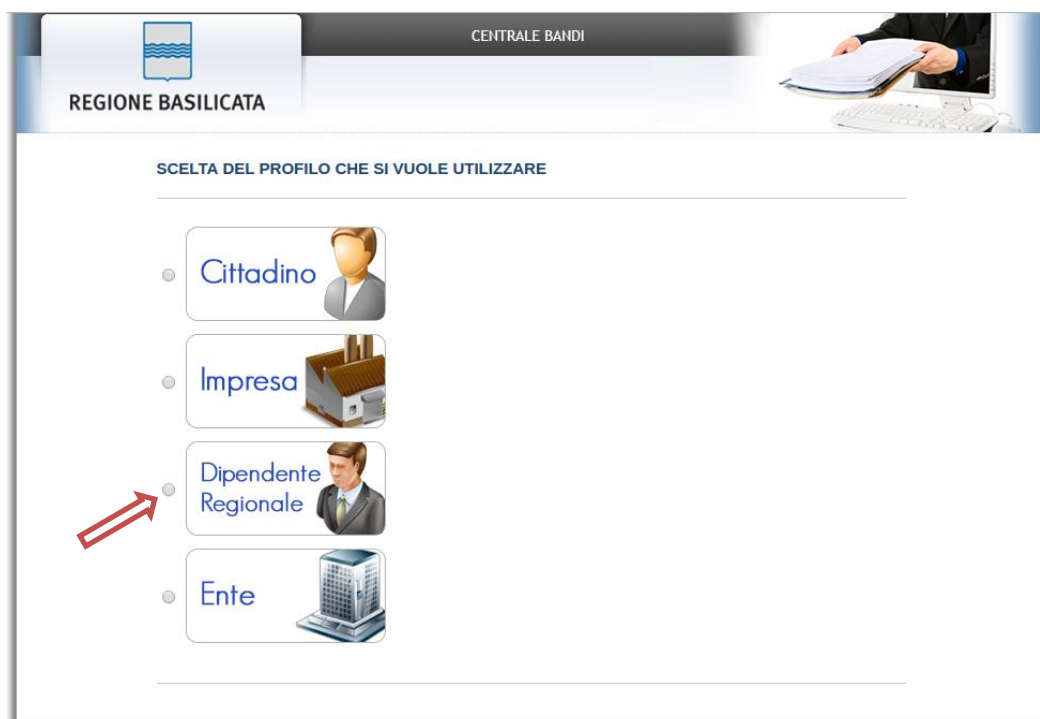 CENTRALE BANDI
REGIONE BASILICATA
SCELTA DEL PROFILO CHE SI VUOLE UTILIZZARE
Cittadino
Impresa
Dipendente
Regionale
Ente